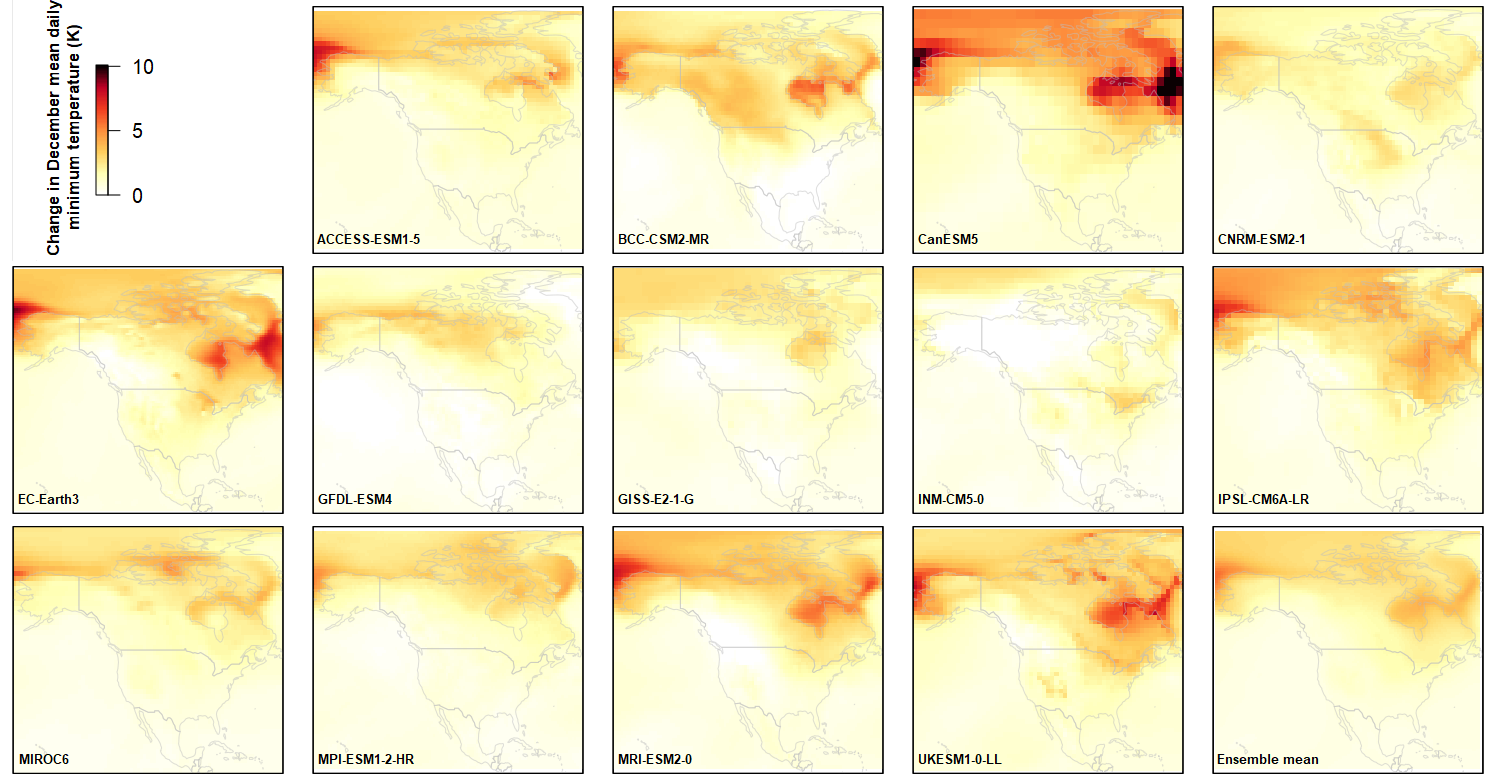 Change in December mean daily
minimum temperature (K)
10
5
0
ACCESS-ESM1-5
BCC-CSM2-MR
CanESM5
CNRM-ESM2-1
EC-Earth3
GFDL-ESM4
GISS-E2-1-G
INM-CM5-0
IPSL-CM6A-LR
MIROC6
MPI-ESM1-2-HR
MRI-ESM2-0
UKESM1-0-LL
Ensemble mean